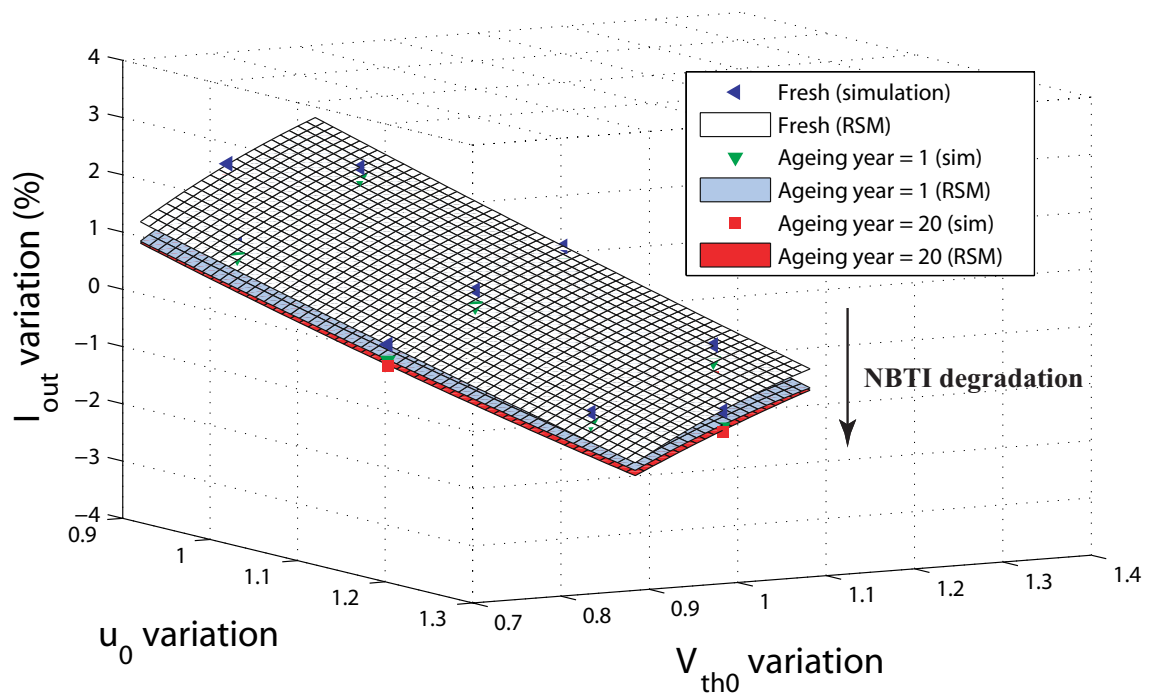 4
3
2
1
0
−1
−2
−3
−4
I_out variation (%)
0.9
1
1.1
1.2
1.3
u_0 variation
0.7
0.8
0.9
1
1.1
1.2
1.3
1.4
V_th0 variation
Fresh (simulation)
Fresh (RSM)
Ageing year = 1 (sim)
Ageing year = 1 (RSM)
Ageing year = 20 (sim)
Ageing year = 20 (RSM)
NBTI degradation